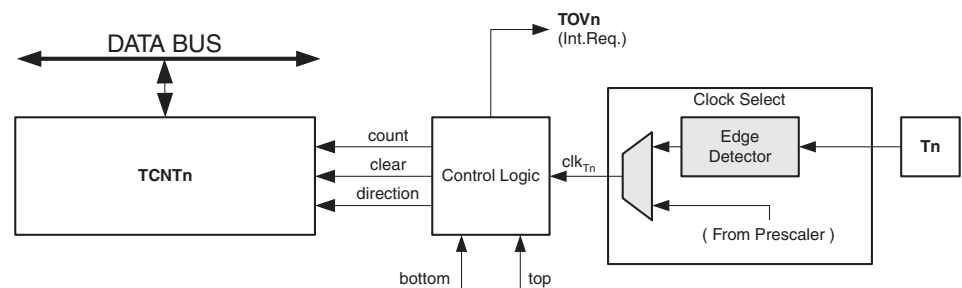 TOVn
(Int.Req.)
DATA BUS
Clock Select
count
Edge
Detector
Tn
clkTn
TCNTn
clear
Control Logic
direction
( From Prescaler )
bottom
top